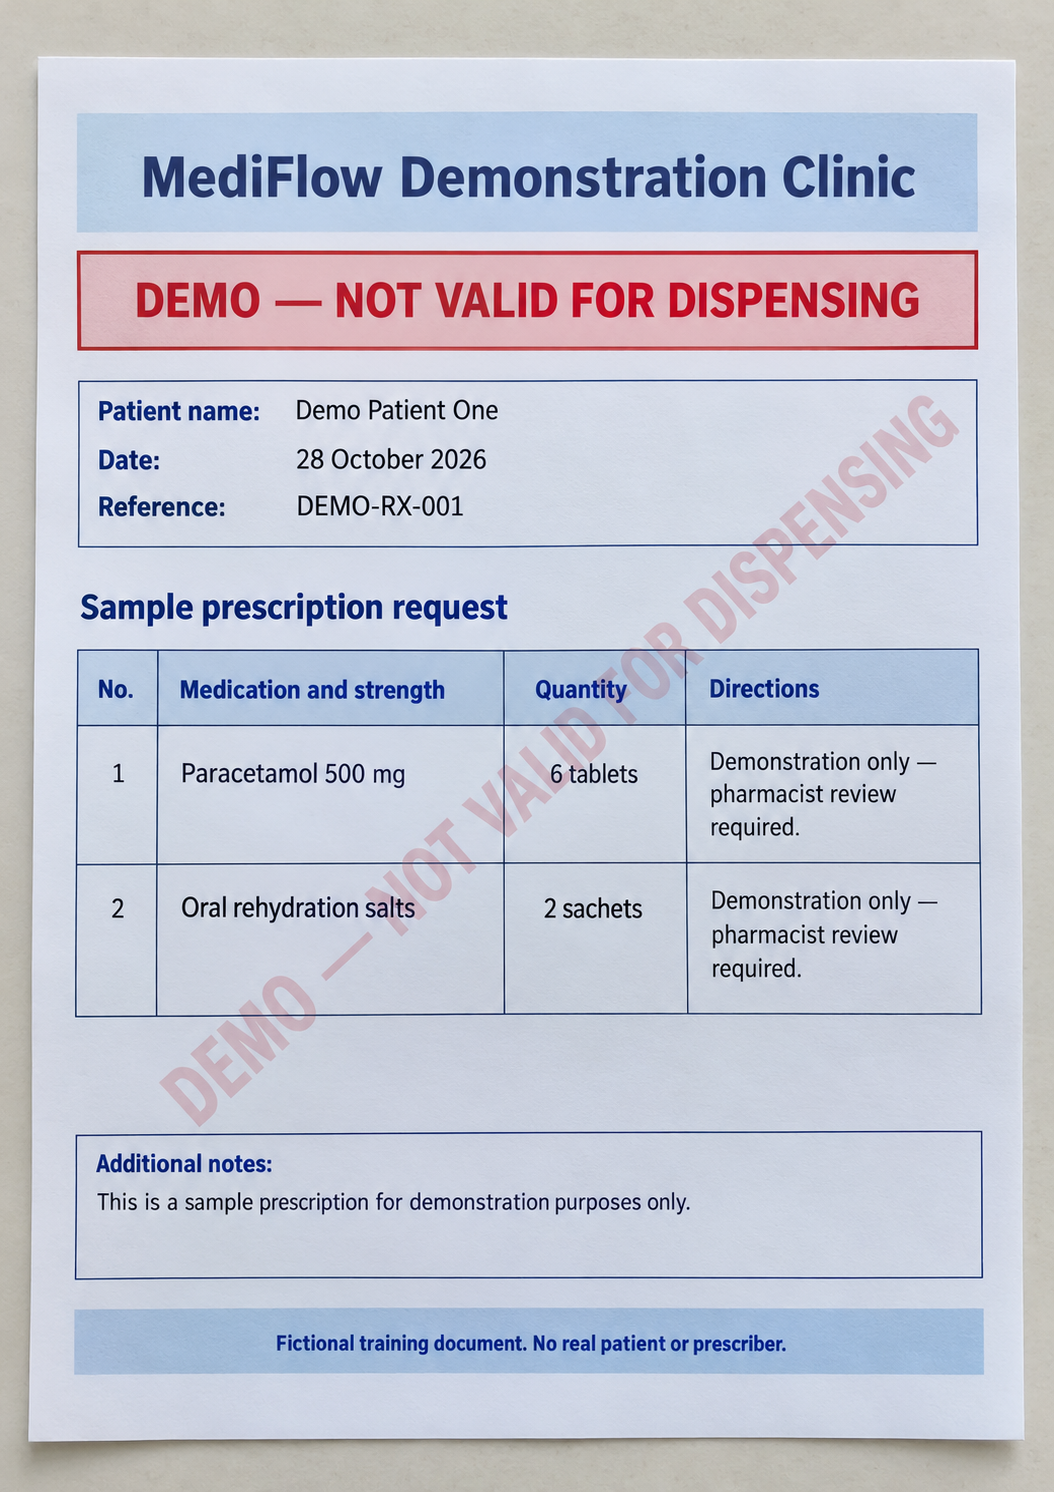 MediFlow Demonstration Clinic
DEMO — NOT VALID FOR DISPENSING
Patient name: Demo Patient One
Date: 28 October 2026
Reference: DEMO-RX-001
Sample prescription request
No. Medication and strength Quantity Directions
1 Paracetamol 500 mg 6 tablets Demonstration only —
pharmacist review
required.
2 Oral rehydration salts 2 sachets Demonstration only —
pharmacist review
required.
DEMO — NOT VALID FOR DISPENSING
Additional notes:
This is a sample prescription for demonstration purposes only.
Fictional training document. No real patient or prescriber.